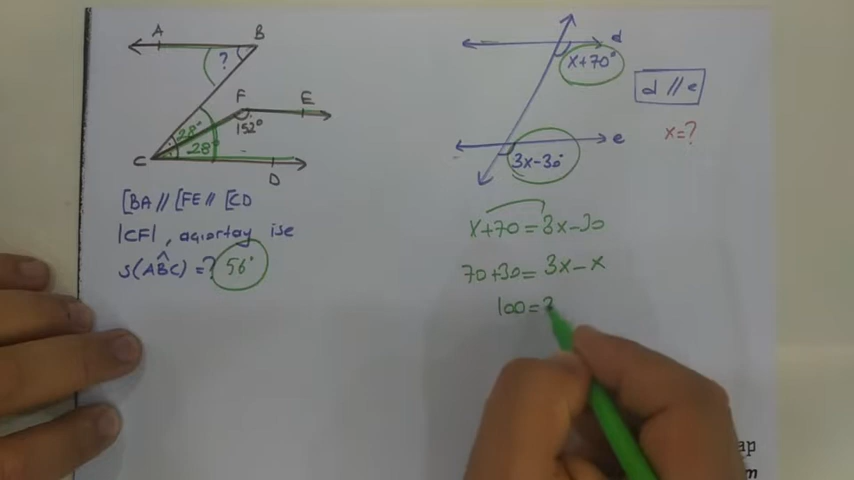 A
B
?
F
E
28°
152°
28°
C
D
[BA // [FE // [CD
|CF| , açıortay ise
s(ABC) = ? 56°
d
x+70°
d // e
x=?
e
3x-30°
x+70 = 3x-30
70+30 = 3x-x
100=
ap
m